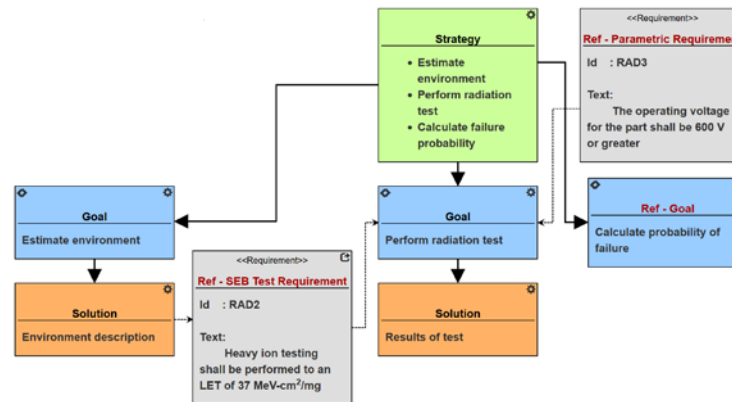 Strategy
• Estimate
environment
• Perform radiation
test
• Calculate failure
probability
<<Requirement>>
Ref - Parametric Requireme
Id : RAD3
Text:
The operating voltage
for the part shall be 600 V
or greater
Goal
Estimate environment
Goal
Perform radiation test
Ref - Goal
Calculate probability of
failure
<<Requirement>>
Ref - SEB Test Requirement
Id : RAD2
Text:
Heavy ion testing
shall be performed to an
LET of 37 MeV-cm²/mg
Solution
Environment description
Solution
Results of test